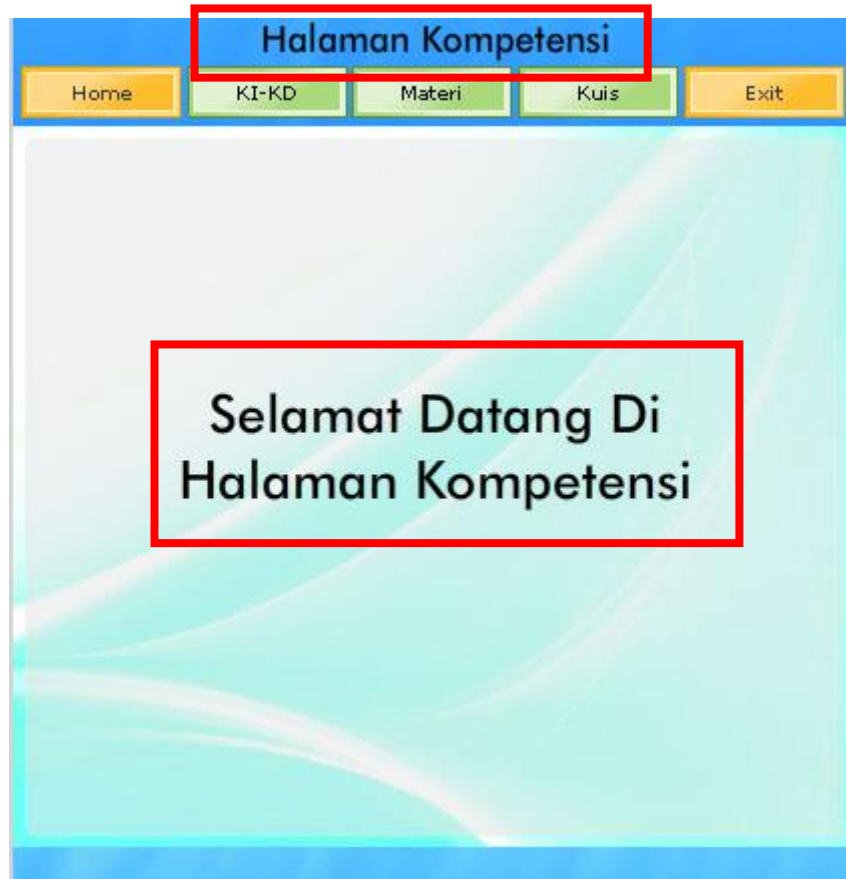 Halaman Kompetensi
Home KI-KD Materi Kuis Exit
Selamat Datang Di
Halaman Kompetensi